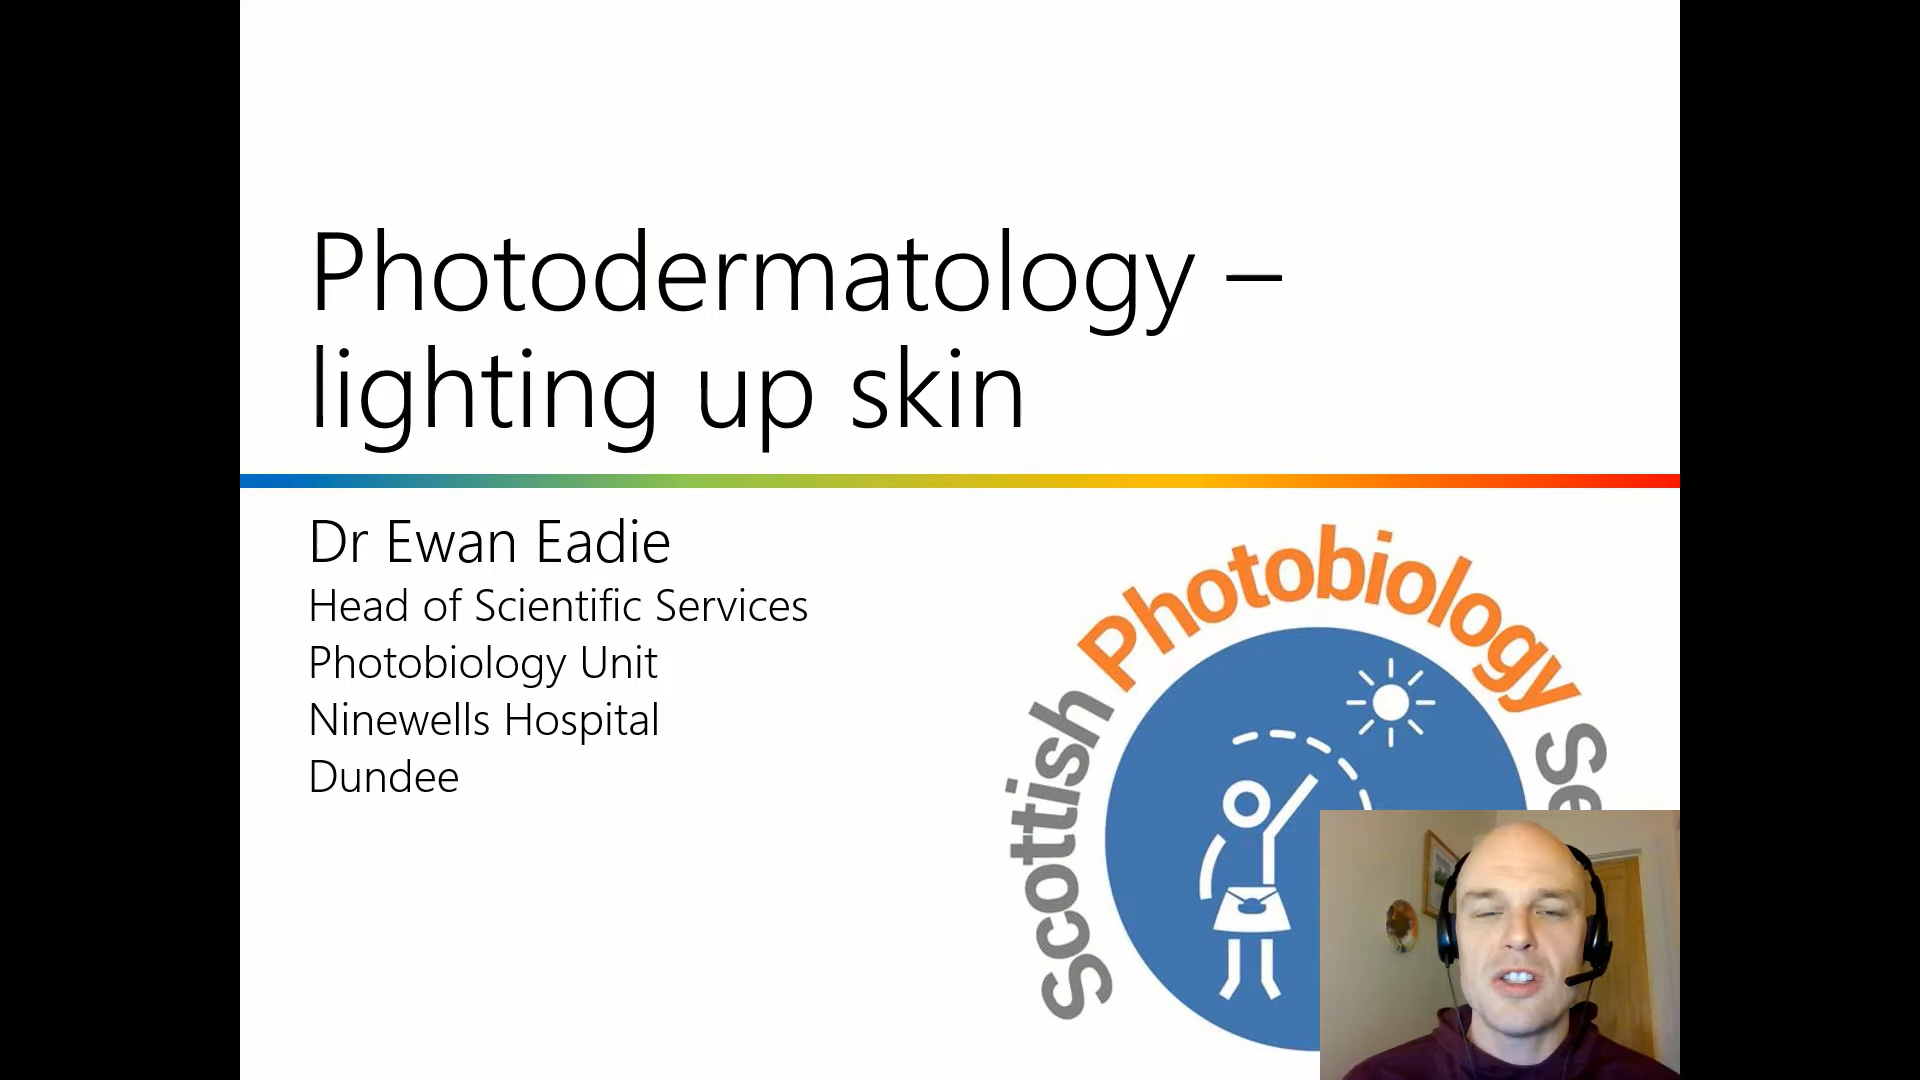 Photodermatology –
lighting up skin
Dr Ewan Eadie
Head of Scientific Services
Photobiology Unit
Ninewells Hospital
Dundee
Scottish Photobiology